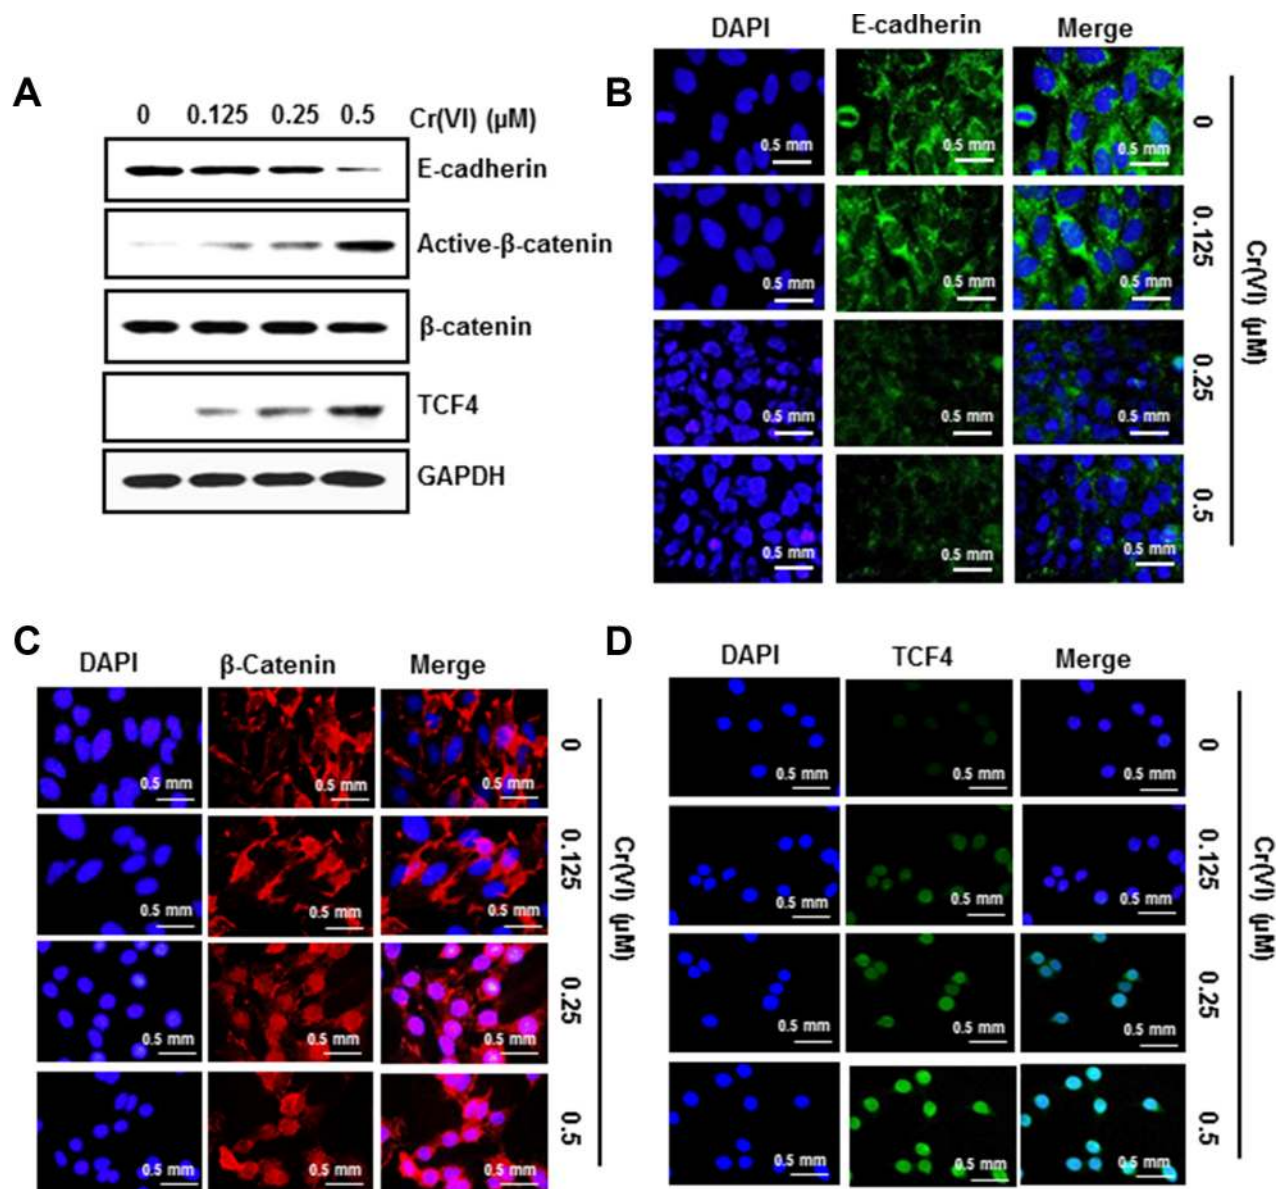 A
0 0.125 0.25 0.5 Cr(VI) (µM)
E-cadherin
Active-β-catenin
β-catenin
TCF4
GAPDH
B
DAPI E-cadherin Merge
0.5 mm 0.5 mm 0.5 mm
0
0.5 mm 0.5 mm 0.5 mm
0.125
0.5 mm 0.5 mm 0.5 mm
0.25
0.5 mm 0.5 mm 0.5 mm
0.5
Cr(VI) (µM)
C
DAPI β-Catenin Merge
0.5 mm 0.5 mm 0.5 mm
0
0.5 mm 0.5 mm 0.5 mm
0.125
0.5 mm 0.5 mm 0.5 mm
0.25
0.5 mm 0.5 mm 0.5 mm
0.5
Cr(VI) (µM)
D
DAPI TCF4 Merge
0.5 mm 0.5 mm 0.5 mm
0
0.5 mm 0.5 mm 0.5 mm
0.125
0.5 mm 0.5 mm 0.5 mm
0.25
0.5 mm 0.5 mm 0.5 mm
0.5
Cr(VI) (µM)